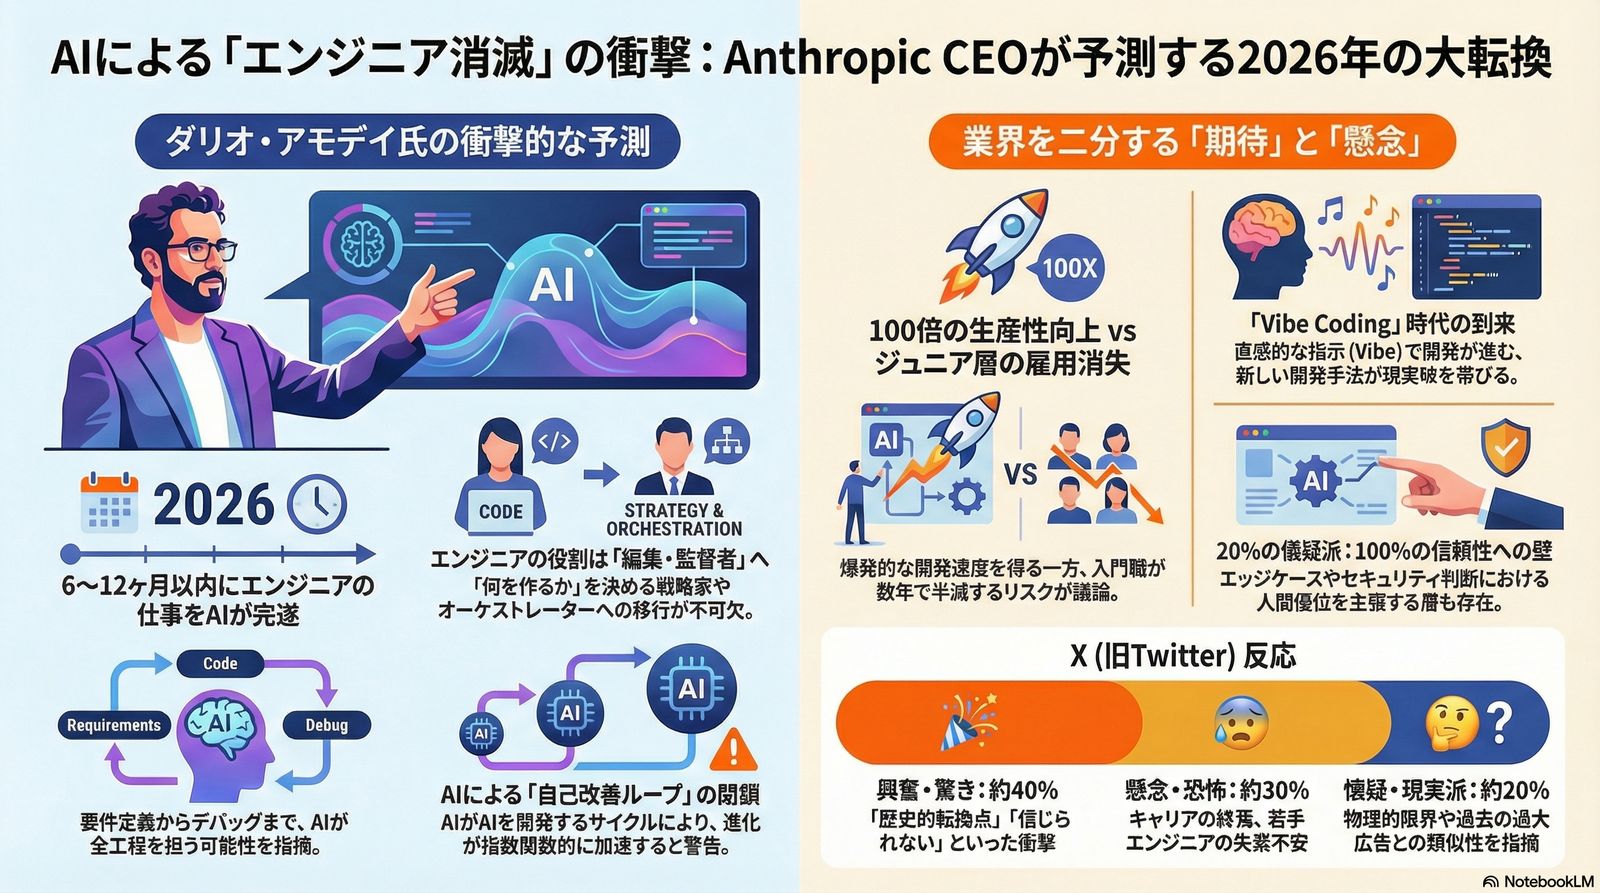 AIによる「エンジニア消滅」の衝撃：Anthropic CEOが予測する2026年の大転換
ダリオ・アモデイ氏の衝撃的な予測
AI
2026
6〜12ヶ月以内にエンジニアの
仕事をAIが完遂
CODE
STRATEGY &
ORCHESTRATION
エンジニアの役割は「編集・監督者」へ
「何を作るか」を決める戦略家や
オーケストレーターへの移行が不可欠。
Code
Requirements
AI
Debug
要件定義からデバッグまで、AIが
全工程を担う可能性を指摘。
AI
AI
AI
AIによる「自己改善ループ」の閉鎖
AIがAIを開発するサイクルにより、進化
が指数関数的に加速すると警告。
業界を二分する「期待」と「懸念」
100X
100倍の生産性向上 vs
ジュニア層の雇用消失
AI
VS
爆発的な開発速度を得る一方、入門職が
数年で半減するリスクが議論。
「Vibe Coding」時代の到来
直感的な指示 (Vibe) で開発が進む、
新しい開発手法が現実破を帯びる。
AI
20%の儀疑派：100%の信頼性への壁
エッジケースやセキュリティ判断における
人間優位を主張する層も存在。
X (旧Twitter) 反応
?
興奮・驚き：約40%
「歴史的転換点」「信じら
れない」といった衝撃
懸念・恐怖：約30%
キャリアの終焉、若手
エンジニアの失業不安
懐疑・現実派：約20%
物理的限界や過去の過大
広告との類似性を指摘
NotebookLM